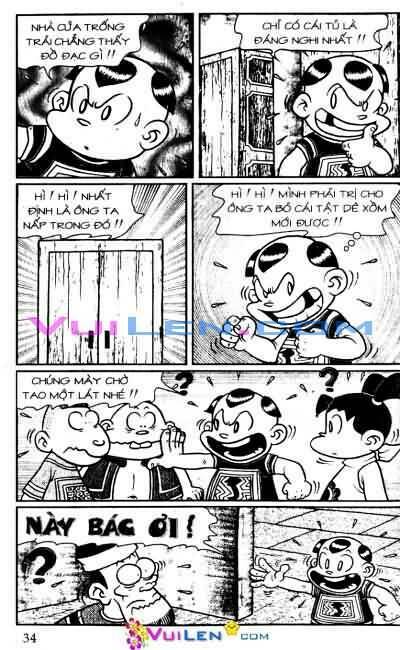 NHÀ CỬA TRỐNG
TRẢI CHẲNG THẤY
ĐỒ ĐẠC GÌ !!
CHỈ CÓ CÁI TỦ LÀ
ĐÁNG NGHI NHẤT !!
HÌ ! HÌ ! NHẤT
ĐỊNH LÀ ÔNG TA
NẤP TRONG ĐÓ !!
HÌ ! HÌ ! MÌNH PHẢI TRỊ CHO
ÔNG TA BỎ CÁI TẬT DÊ XỒM
MỚI ĐƯỢC !!
VUILEN.COM
CHÚNG MÀY CHỜ
TAO MỘT LÁT NHÉ !!
?
?
NÀY BÁC ƠI !
?
34
VUILEN.COM